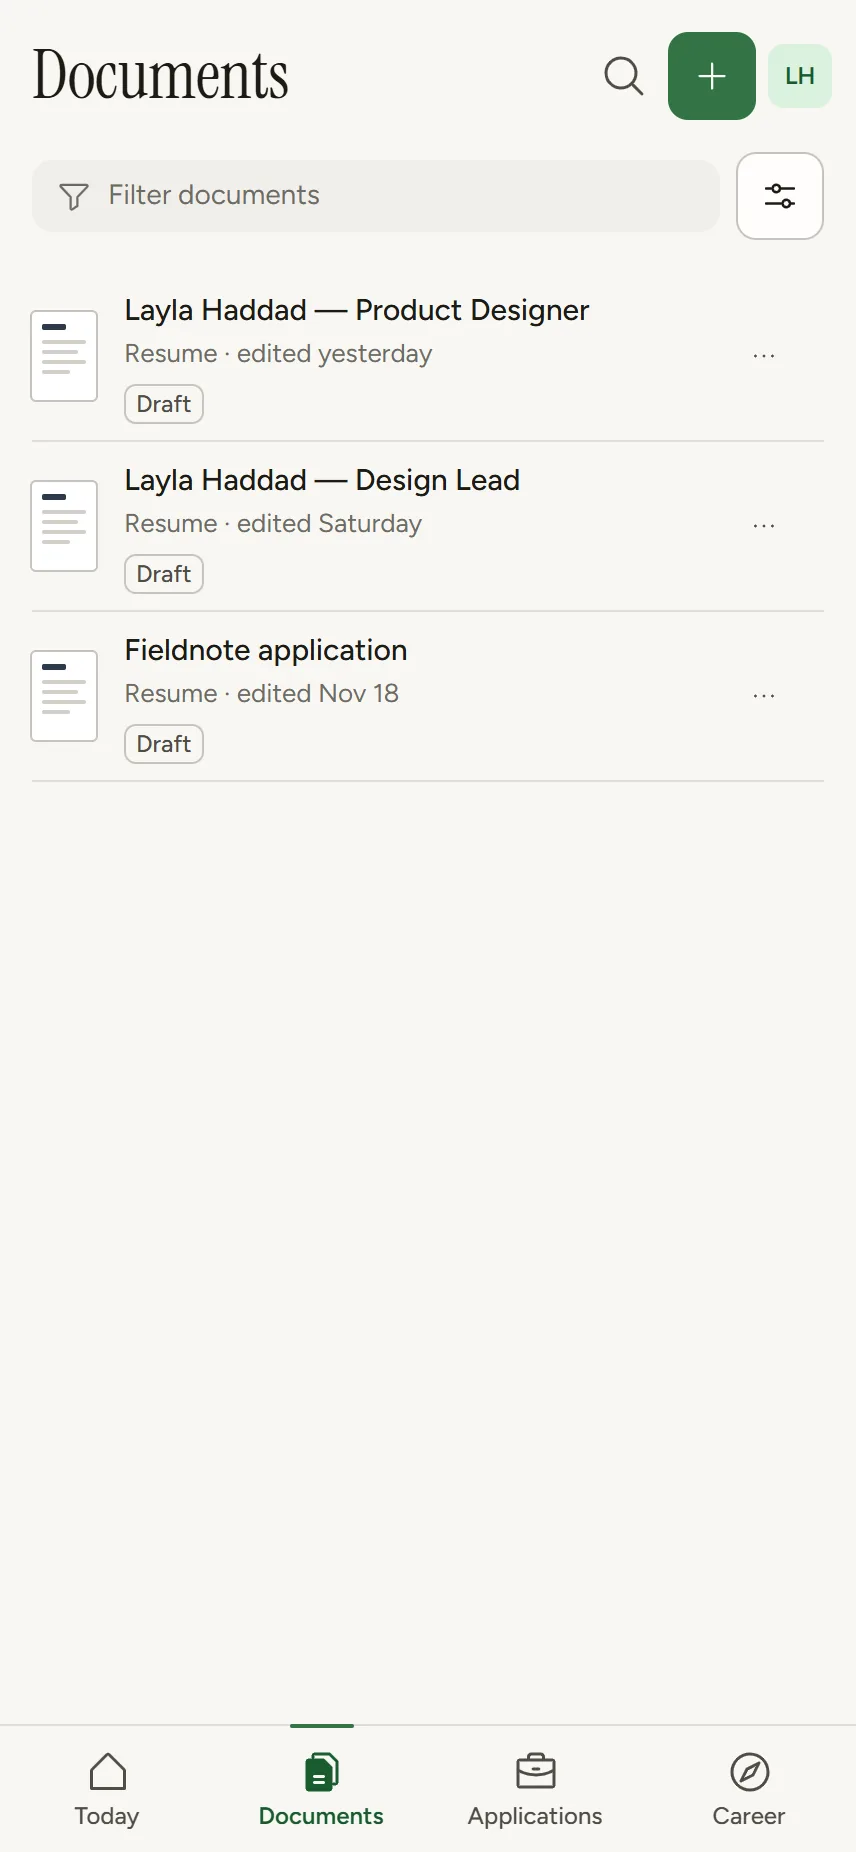 Documents
LH
Filter documents
Layla Haddad — Product Designer
Resume · edited yesterday
...
Draft
Layla Haddad — Design Lead
Resume · edited Saturday
...
Draft
Fieldnote application
Resume · edited Nov 18
...
Draft
Today
Documents
Applications
Career